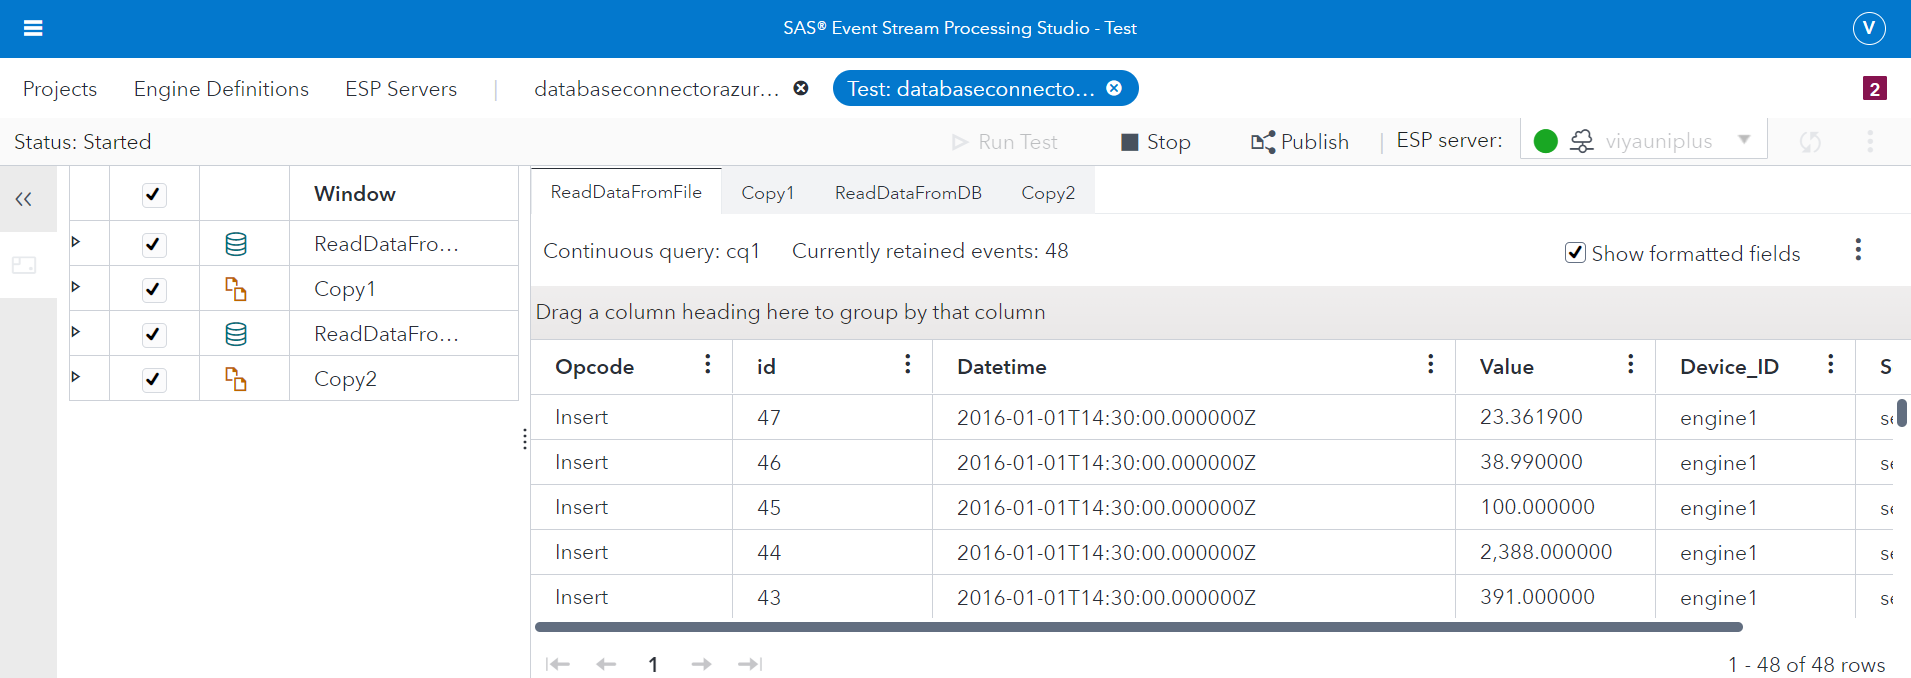 SAS® Event Stream Processing Studio - Test
V
Projects Engine Definitions ESP Servers | databaseconnectorazur... Test: databaseconnecto... 2
Status: Started Run Test Stop Publish | ESP server: viyauniplus
Window
ReadDataFro...
Copy1
ReadDataFro...
Copy2
ReadDataFromFile Copy1 ReadDataFromDB Copy2
Continuous query: cq1 Currently retained events: 48 Show formatted fields
Drag a column heading here to group by that column
Opcode id Datetime Value Device_ID S
Insert 47 2016-01-01T14:30:00.000000Z 23.361900 engine1
Insert 46 2016-01-01T14:30:00.000000Z 38.990000 engine1
Insert 45 2016-01-01T14:30:00.000000Z 100.000000 engine1
Insert 44 2016-01-01T14:30:00.000000Z 2,388.000000 engine1
Insert 43 2016-01-01T14:30:00.000000Z 391.000000 engine1
1 1 - 48 of 48 rows